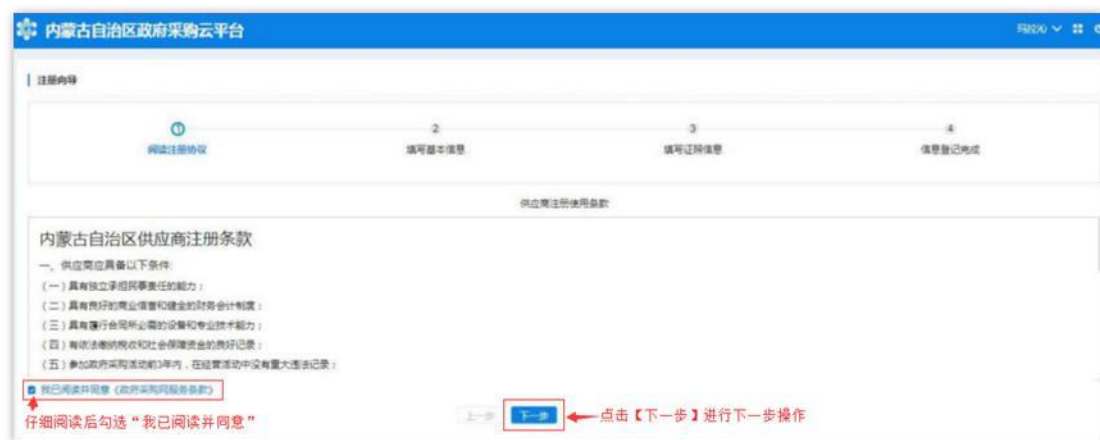 内蒙古自治区政府采购云平台
注册向导
1
2
3
4
阅读注册协议
填写基本信息
填写证照信息
信息登记完成
供应商注册使用条款
内蒙古自治区供应商注册条款
一、供应商应具备以下条件:
（一）具有独立承担民事责任的能力；
（二）具有良好的商业信誉和健全的财务会计制度；
（三）具有履行合同所必需的设备和专业技术能力；
（四）有依法缴纳税收和社会保障资金的良好记录；
（五）参加政府采购活动前3年内，在经营活动中没有重大违法记录；
我已阅读并同意《政府采购网服务条款》
上一步
下一步
点击【下一步】进行下一步操作
仔细阅读后勾选“我已阅读并同意”